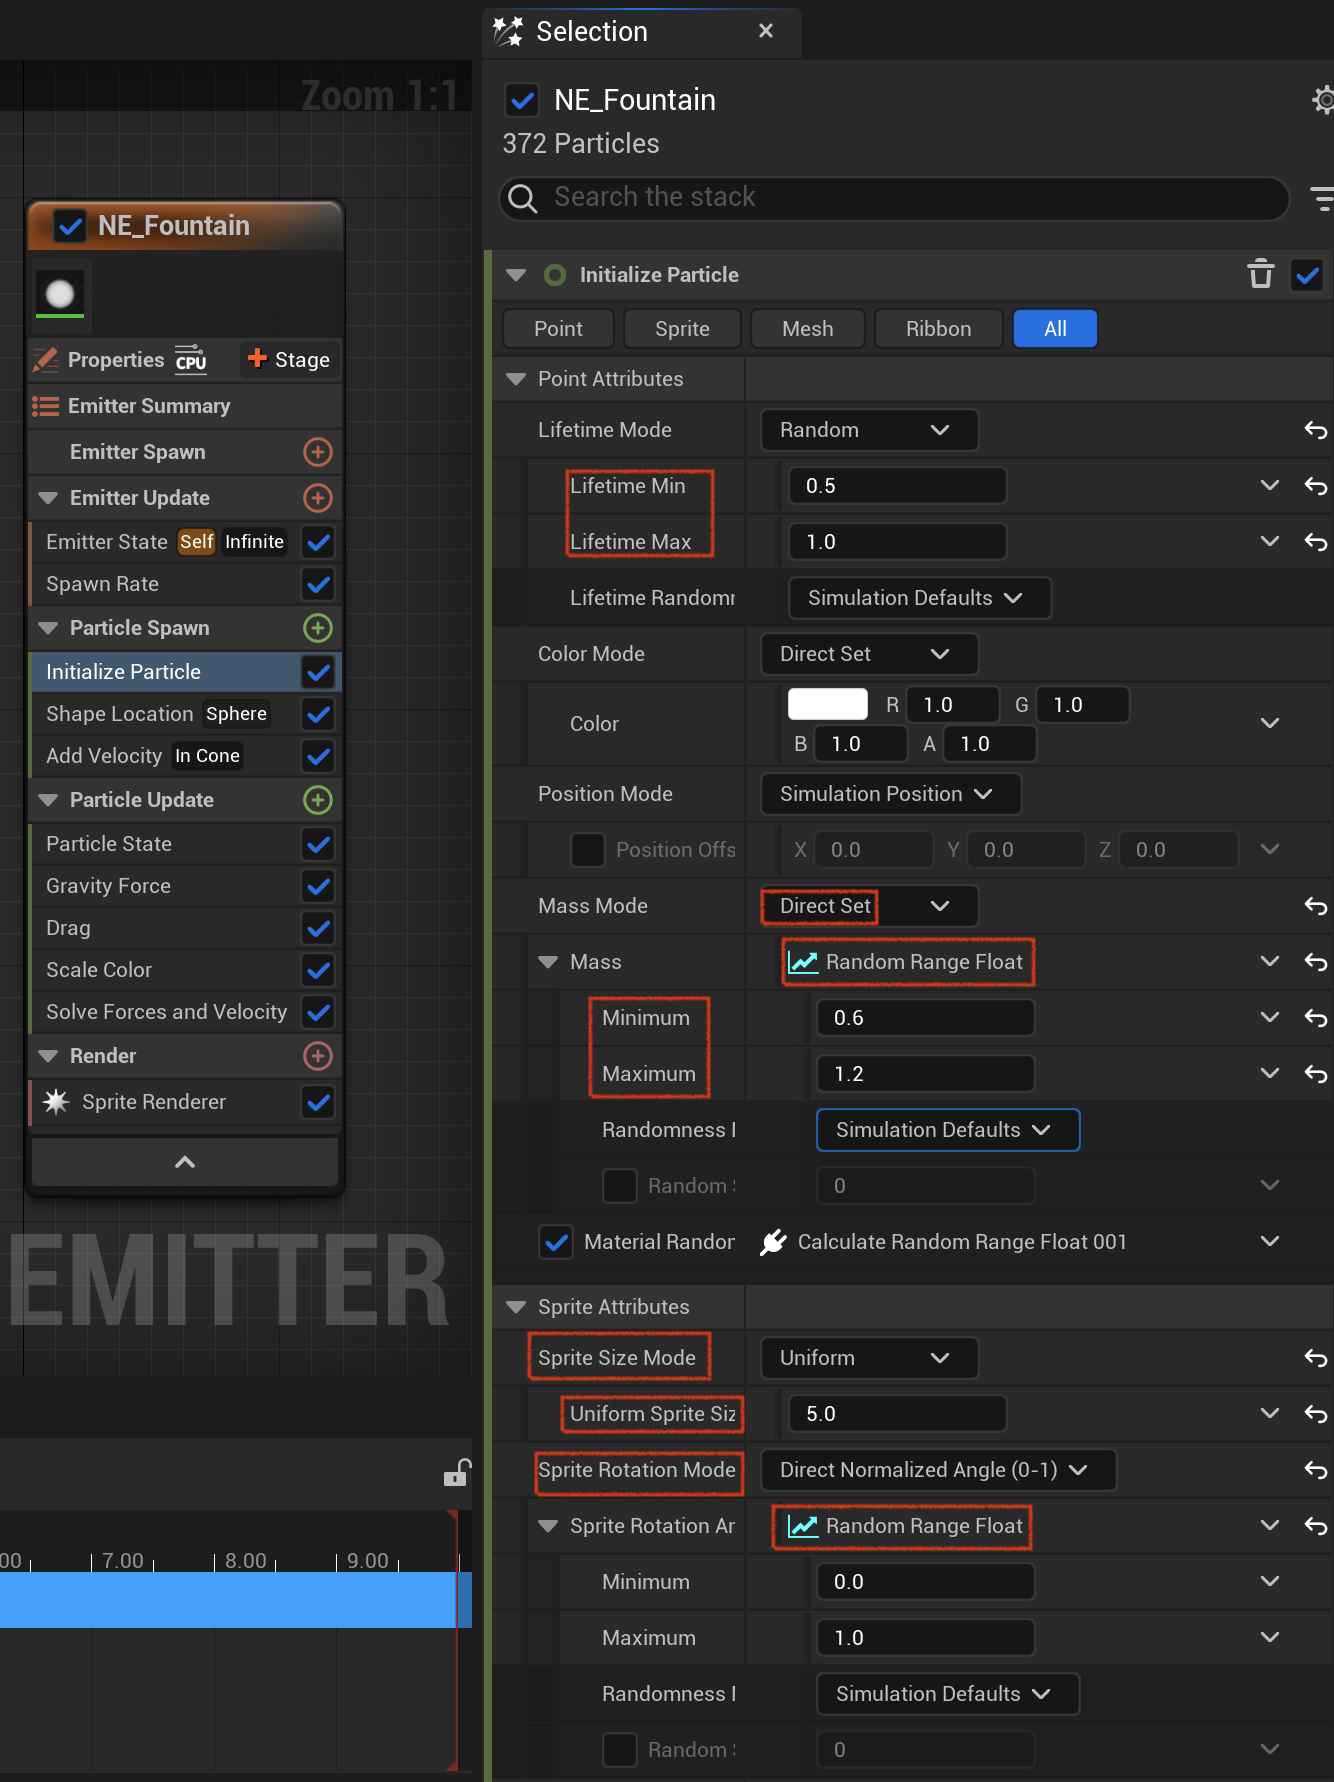 Selection
Zoom 1:1
NE_Fountain
372 Particles
Search the stack
NE_Fountain
Properties CPU + Stage
Emitter Summary
Emitter Spawn
Emitter Update
Emitter State Self Infinite
Spawn Rate
Particle Spawn
Initialize Particle
Shape Location Sphere
Add Velocity In Cone
Particle Update
Particle State
Gravity Force
Drag
Scale Color
Solve Forces and Velocity
Render
Sprite Renderer
EMITTER
00 7.00 8.00 9.00
Initialize Particle
Point Sprite Mesh Ribbon All
Point Attributes
Lifetime Mode Random
Lifetime Min 0.5
Lifetime Max 1.0
Lifetime Randomr Simulation Defaults
Color Mode Direct Set
Color R 1.0 G 1.0
B 1.0 A 1.0
Position Mode Simulation Position
Position Offs X 0.0 Y 0.0 Z 0.0
Mass Mode Direct Set
Mass Random Range Float
Minimum 0.6
Maximum 1.2
Randomness Simulation Defaults
Random 0
Material Randor Calculate Random Range Float 001
Sprite Attributes
Sprite Size Mode Uniform
Uniform Sprite Siz 5.0
Sprite Rotation Mode Direct Normalized Angle (0-1)
Sprite Rotation Ar Random Range Float
Minimum 0.0
Maximum 1.0
Randomness Simulation Defaults
Random 0